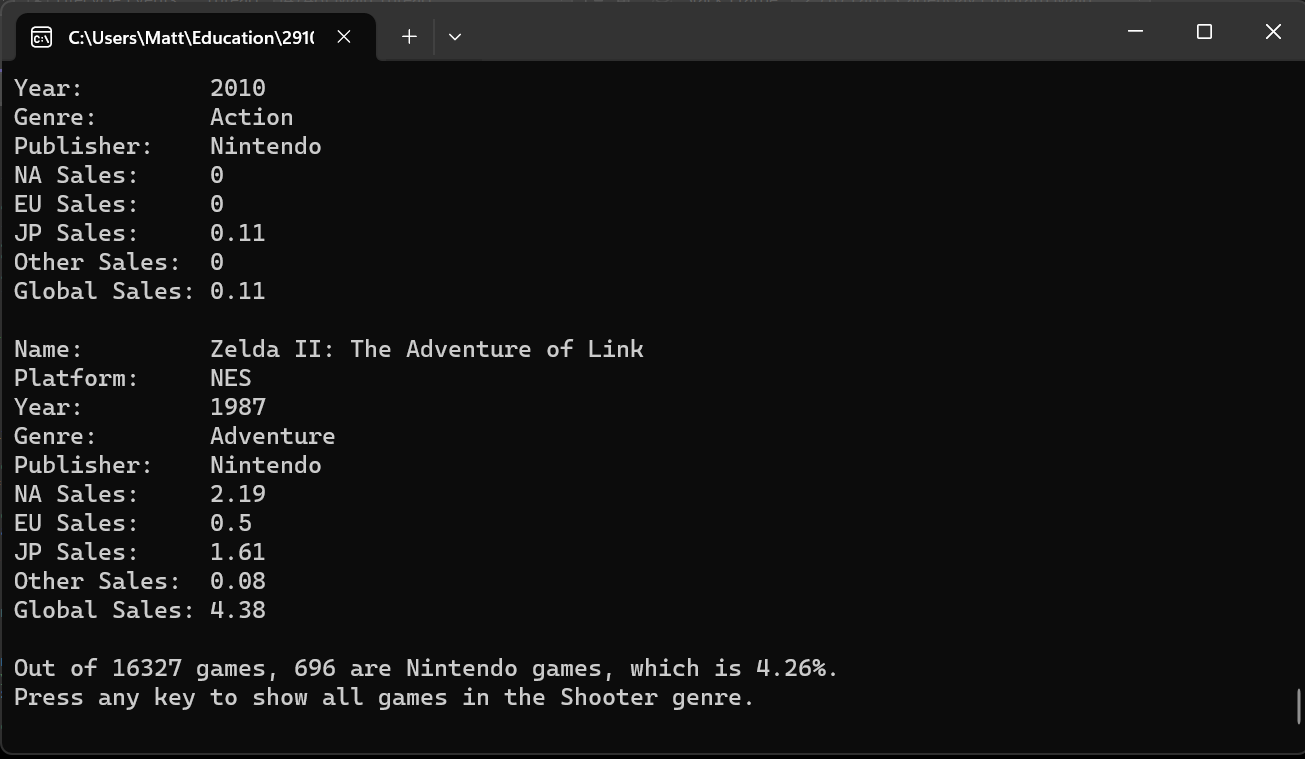 C:\Users\Matt\Education\291
Year:         2010
Genre:        Action
Publisher:    Nintendo
NA Sales:     0
EU Sales:     0
JP Sales:     0.11
Other Sales:  0
Global Sales: 0.11
Name:         Zelda II: The Adventure of Link
Platform:     NES
Year:         1987
Genre:        Adventure
Publisher:    Nintendo
NA Sales:     2.19
EU Sales:     0.5
JP Sales:     1.61
Other Sales:  0.08
Global Sales: 4.38
Out of 16327 games, 696 are Nintendo games, which is 4.26%.
Press any key to show all games in the Shooter genre.